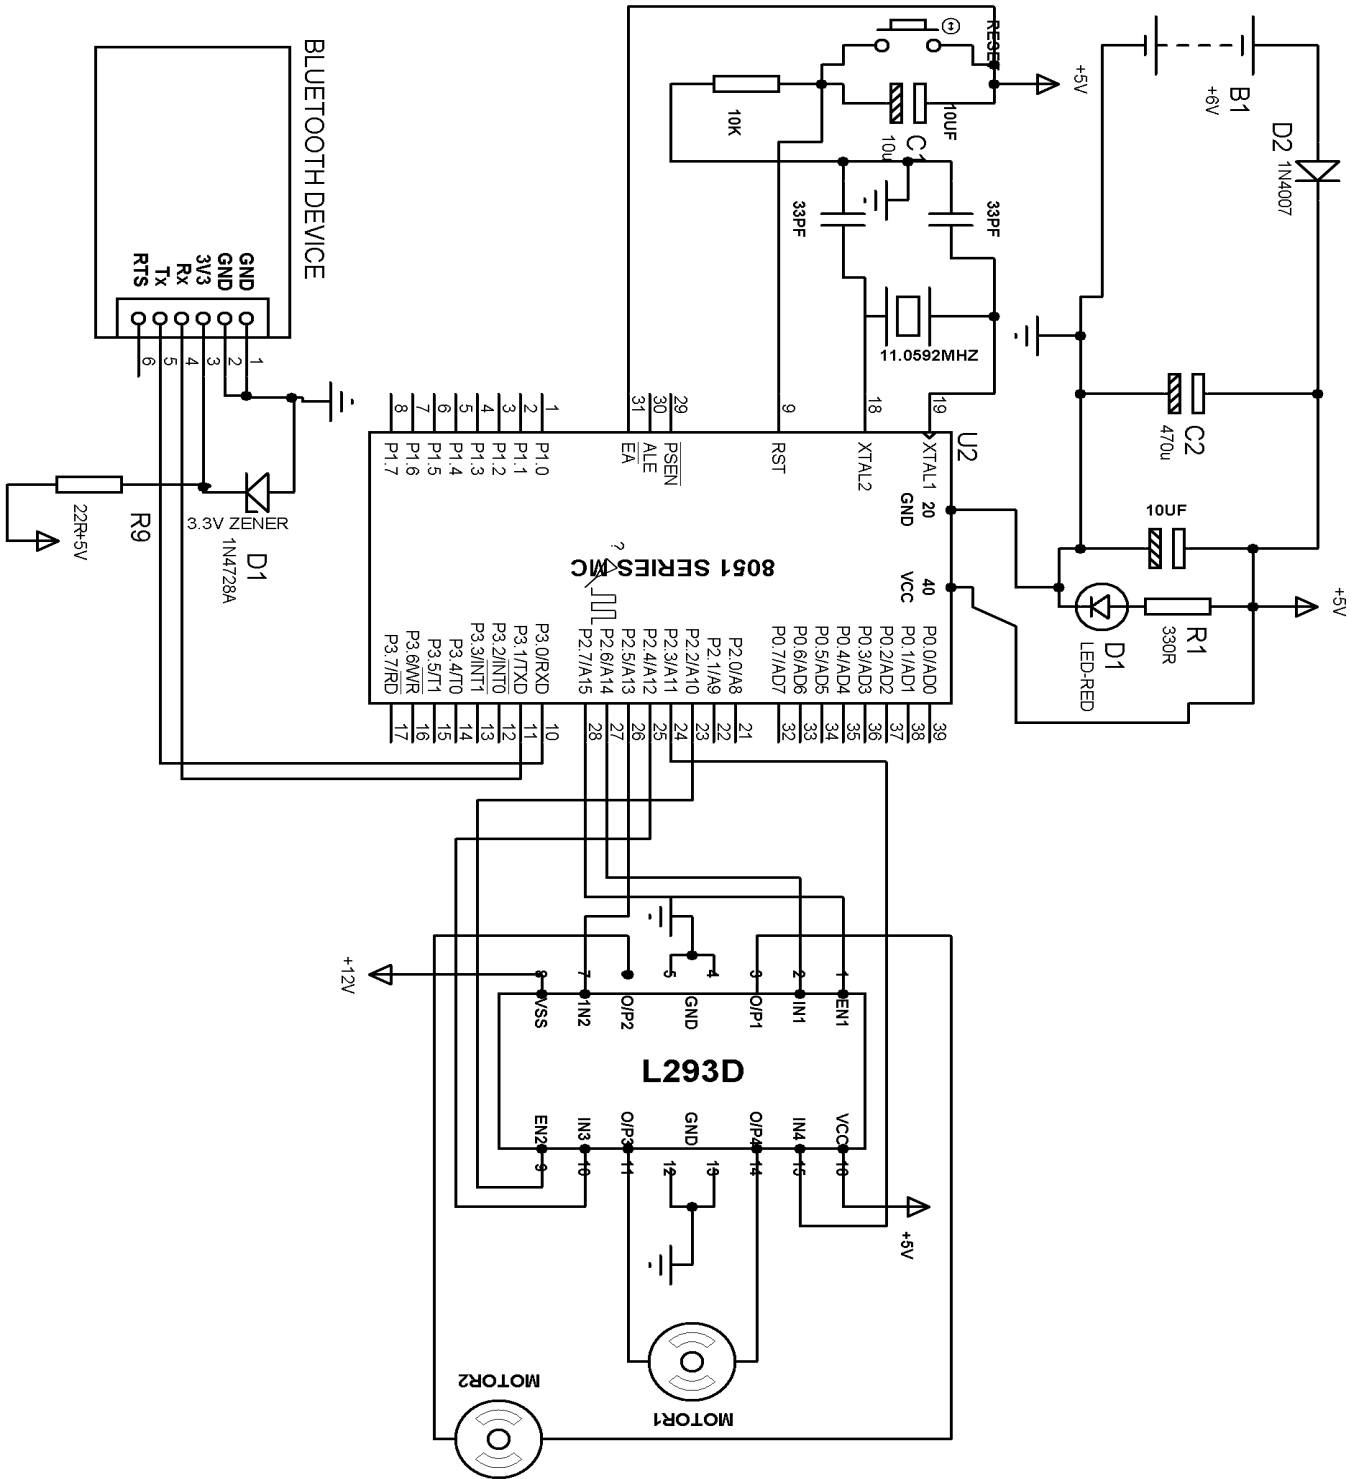 BLUETOOTH DEVICE
RTS
Tx
Rx
3V3
GND
GND
6
5
4
3
2
1
22R
+5V
R9
3.3V ZENER
1N4728A
D1
RESET
+5V
10K
10UF
C1
10u
33PF
33PF
11.0592MHZ
B1
+6V
D2
1N4007
C2
470u
10UF
+5V
R1
330R
D1
LED-RED
U2
8
7
6
5
4
3
2
1
31
30
29
9
18
19
P1.7
P1.6
P1.5
P1.4
P1.3
P1.2
P1.1
P1.0
EA
ALE
PSEN
RST
XTAL2
XTAL1
GND
20
VCC
40
8051 SERIES MC
?
P3.7/RD
P3.6/WR
P3.5/T1
P3.4/T0
P3.3/INT1
P3.2/INT0
P3.1/TXD
P3.0/RXD
P2.7/A15
P2.6/A14
P2.5/A13
P2.4/A12
P2.3/A11
P2.2/A10
P2.1/A9
P2.0/A8
P0.7/AD7
P0.6/AD6
P0.5/AD5
P0.4/AD4
P0.3/AD3
P0.2/AD2
P0.1/AD1
P0.0/AD0
17
16
15
14
13
12
11
10
28
27
26
25
24
23
22
21
32
33
34
35
36
37
38
39
+12V
8
7
6
5
4
3
2
1
VSS
1N2
O/P2
GND
O/P1
IN1
EN1
L293D
EN2
IN3
O/P3
GND
O/P4
IN4
VCC
9
10
11
12
13
14
15
16
+5V
MOTOR2
MOTOR1